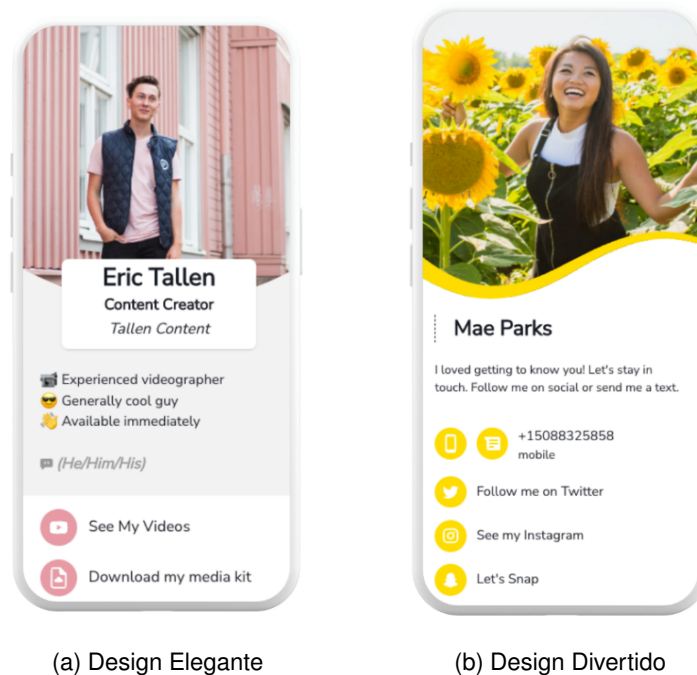 Eric Tallen
Content Creator
Tallen Content
📹 Experienced videographer
😎 Generally cool guy
👋 Available immediately
(He/Him/His)
See My Videos
Download my media kit
(a) Design Elegante
Mae Parks
I loved getting to know you! Let's stay in
touch. Follow me on social or send me a text.
+15088325858
mobile
Follow me on Twitter
See my Instagram
Let's Snap
(b) Design Divertido